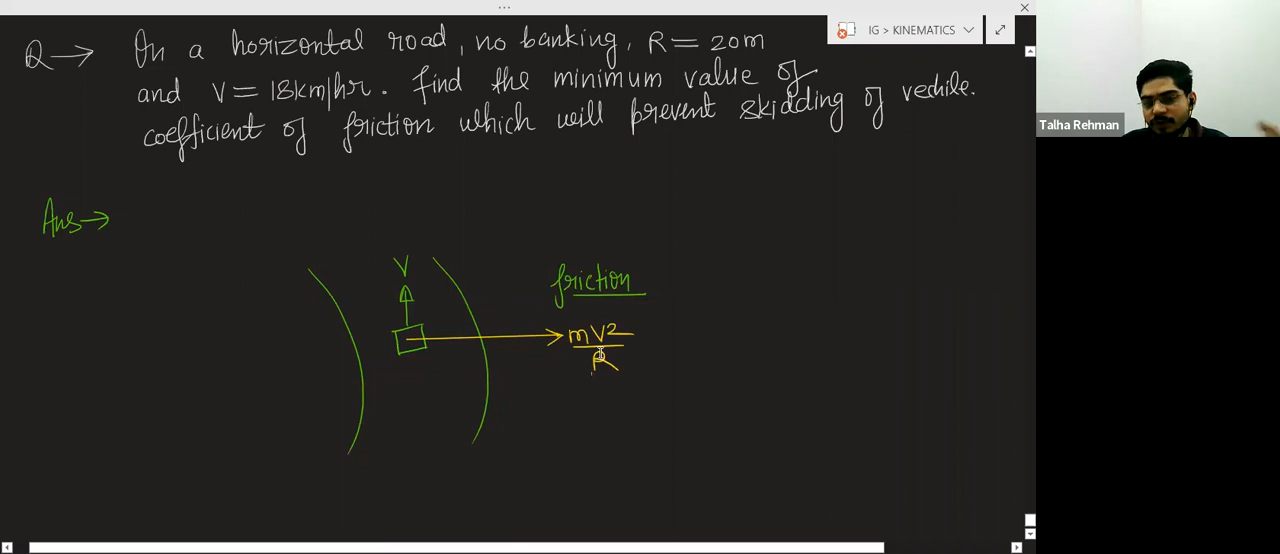 IG > KINEMATICS
Q → On a horizontal road, no banking, R = 20m
and V = 18km/hr. find the minimum value of
coefficient of friction which will prevent skidding of vechile.
Talha Rehman
Ans →
V
friction
mV2
R